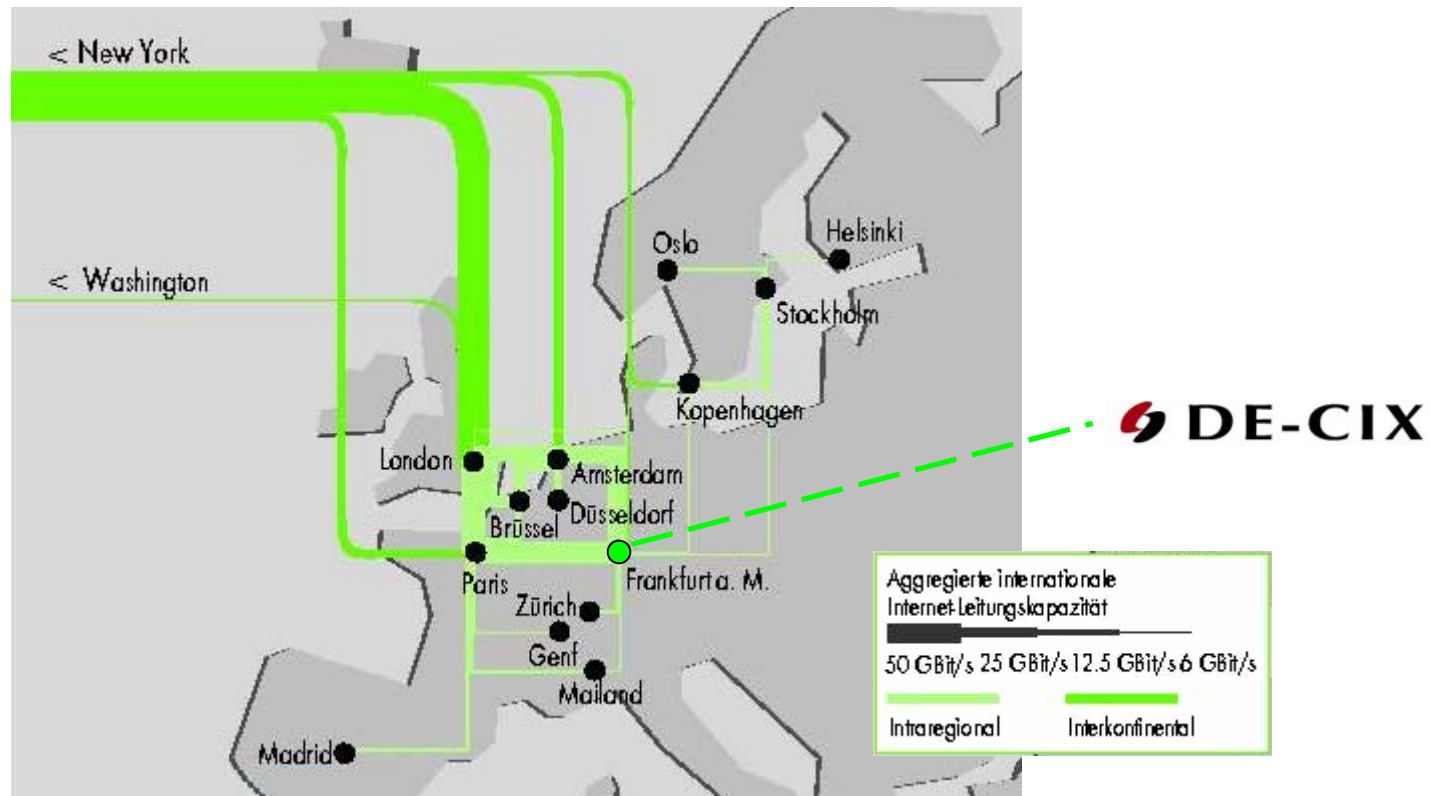 < New York
Oslo
Helsinki
< Washington
Stockholm
Kopenhagen
DE-CIX
London
Amsterdam
Brüssel
Düsseldorf
Paris
Frankfurt a. M.
Zürich
Genf
Mailand
Madrid
Aggregierte internationale
Internet-Leitungskapazität
50 GBit/s 25 GBit/s 12.5 GBit/s 6 GBit/s
Intraregional Interkontinental